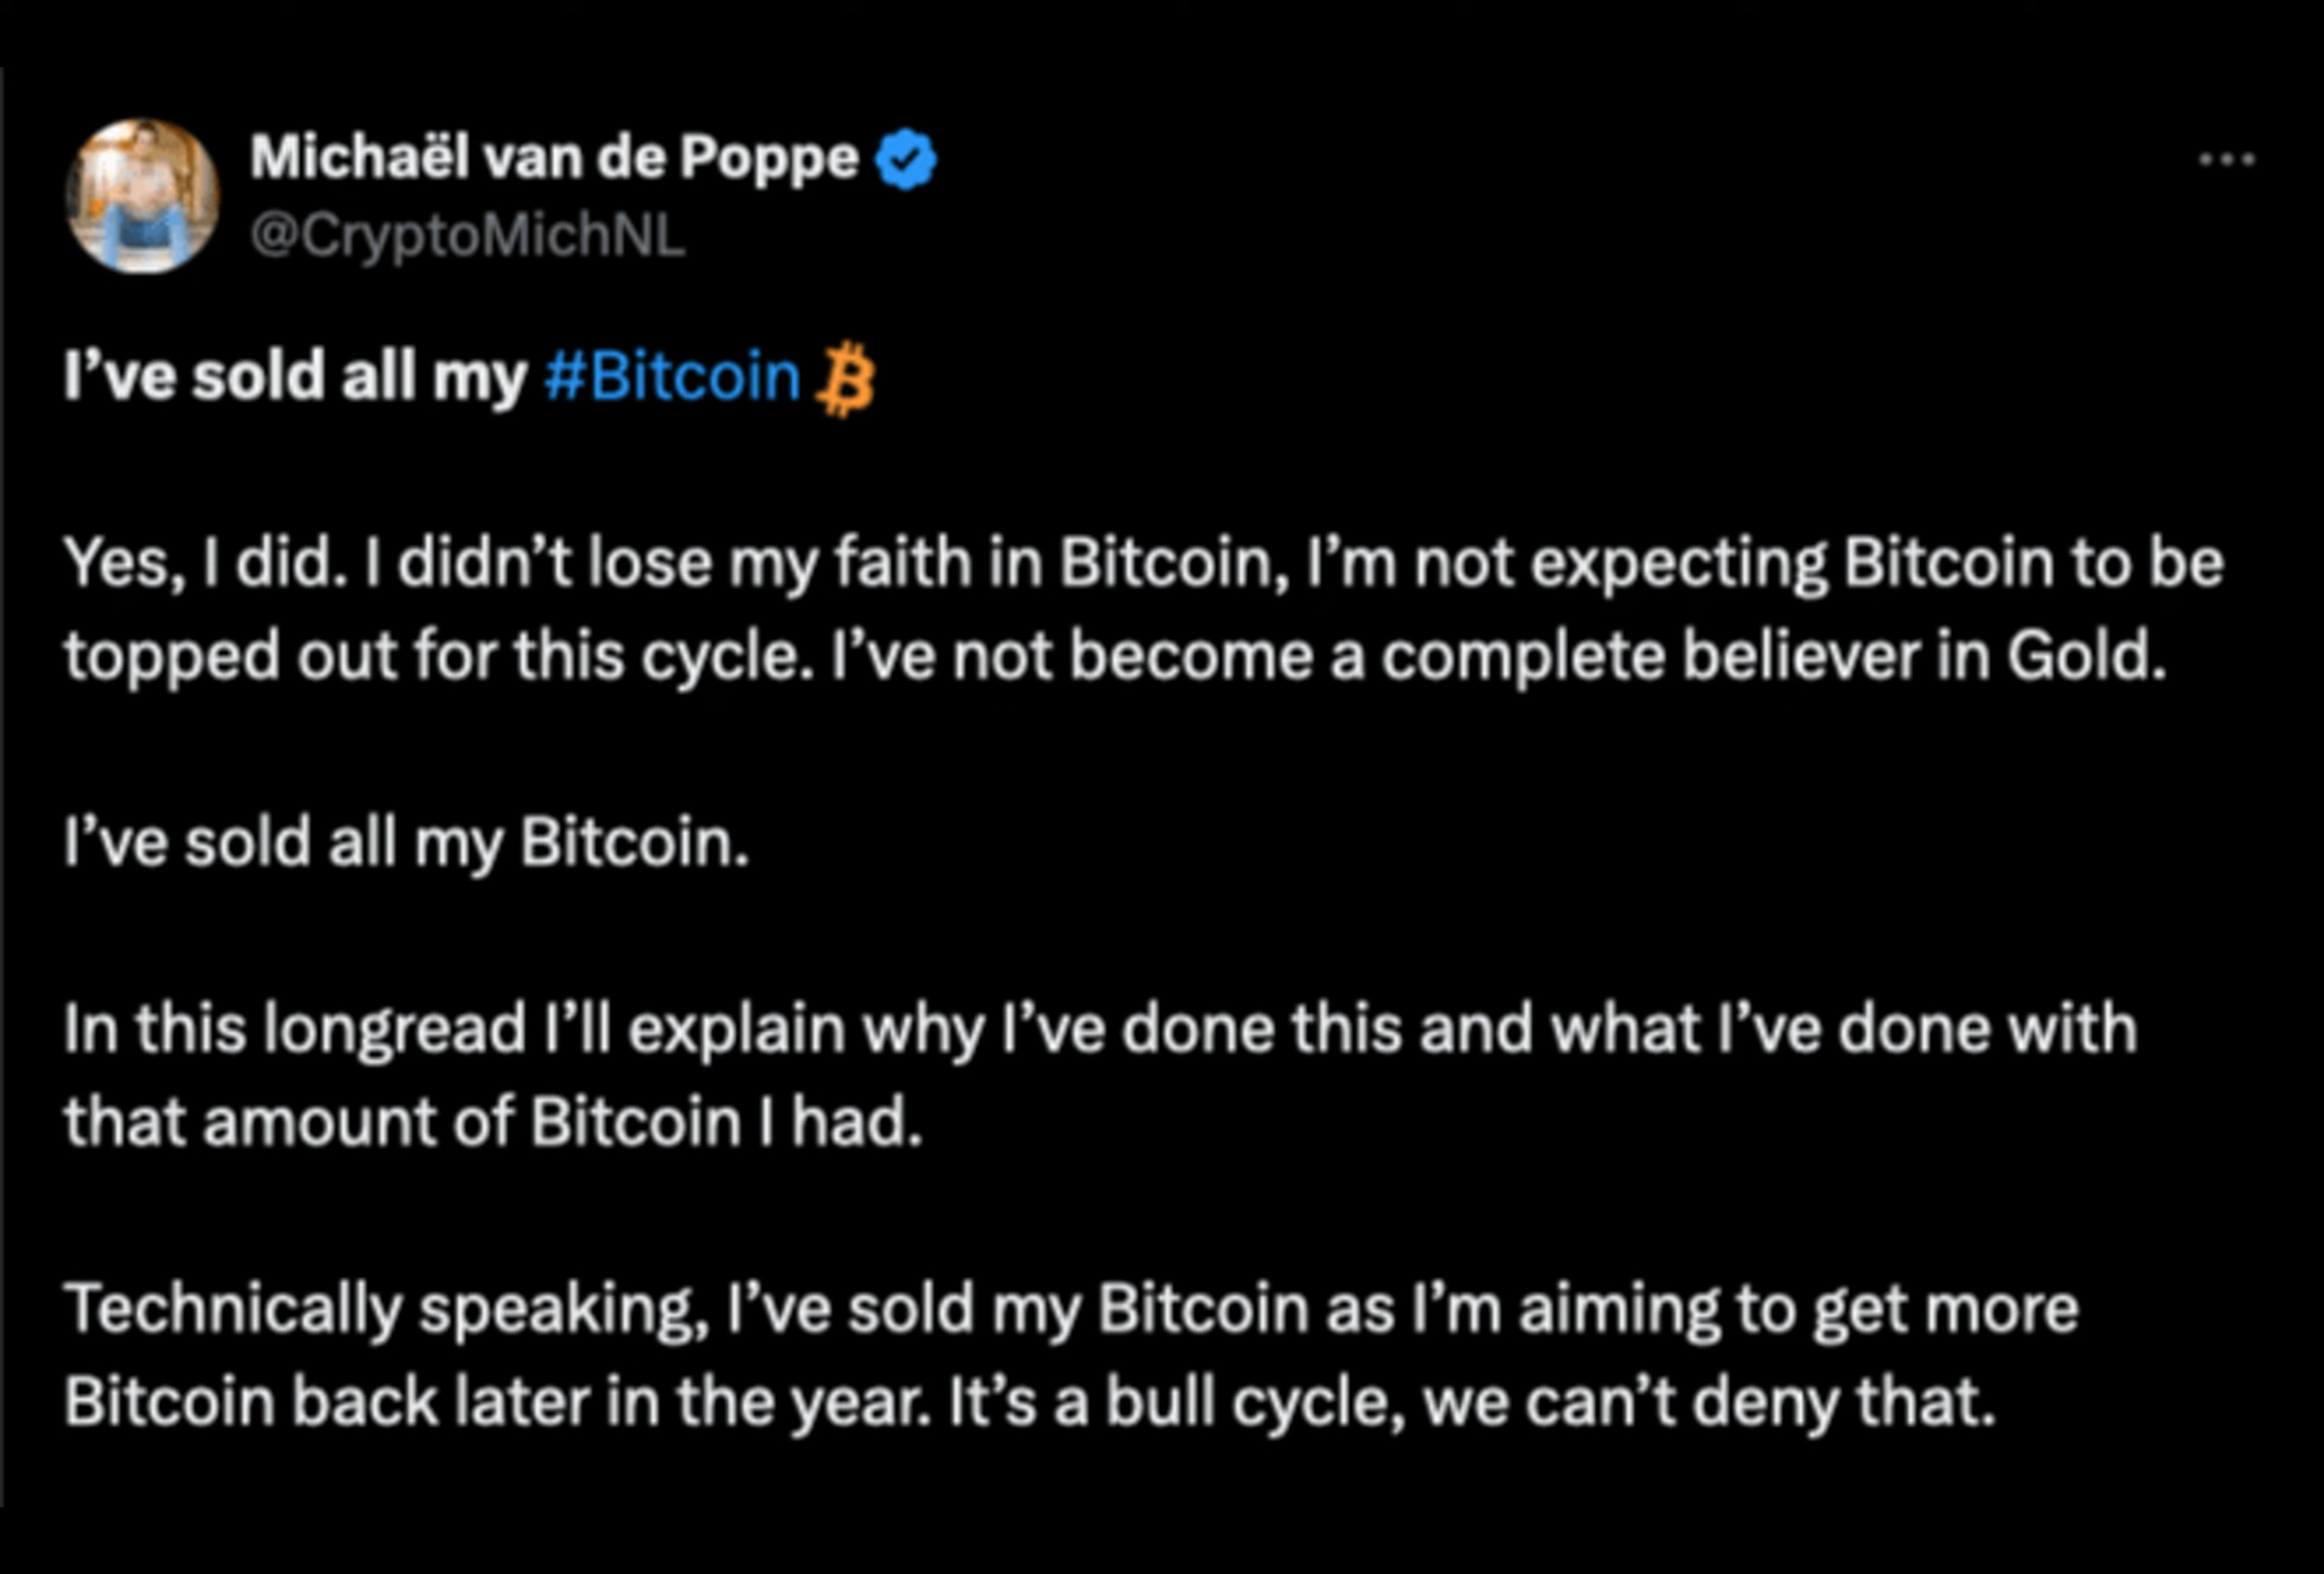 Michaël van de Poppe
@CryptoMichNL
I’ve sold all my #Bitcoin ₿
Yes, I did. I didn’t lose my faith in Bitcoin, I’m not expecting Bitcoin to be
topped out for this cycle. I’ve not become a complete believer in Gold.
I’ve sold all my Bitcoin.
In this longread I’ll explain why I’ve done this and what I’ve done with
that amount of Bitcoin I had.
Technically speaking, I’ve sold my Bitcoin as I’m aiming to get more
Bitcoin back later in the year. It’s a bull cycle, we can’t deny that.